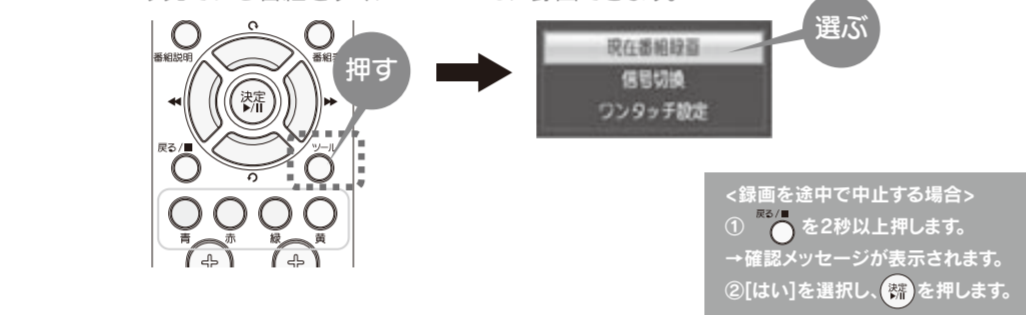 番組説明
番組
押す
決定
▶/II
戻る/■
ツール
青 赤 緑 黄
現在番組録画
信号切換
ワンタッチ設定
選ぶ
<録画を途中で中止する場合>
① 戻る/■ を2秒以上押します。
→確認メッセージが表示されます。
②[はい]を選択し、決定 ▶/II を押します。